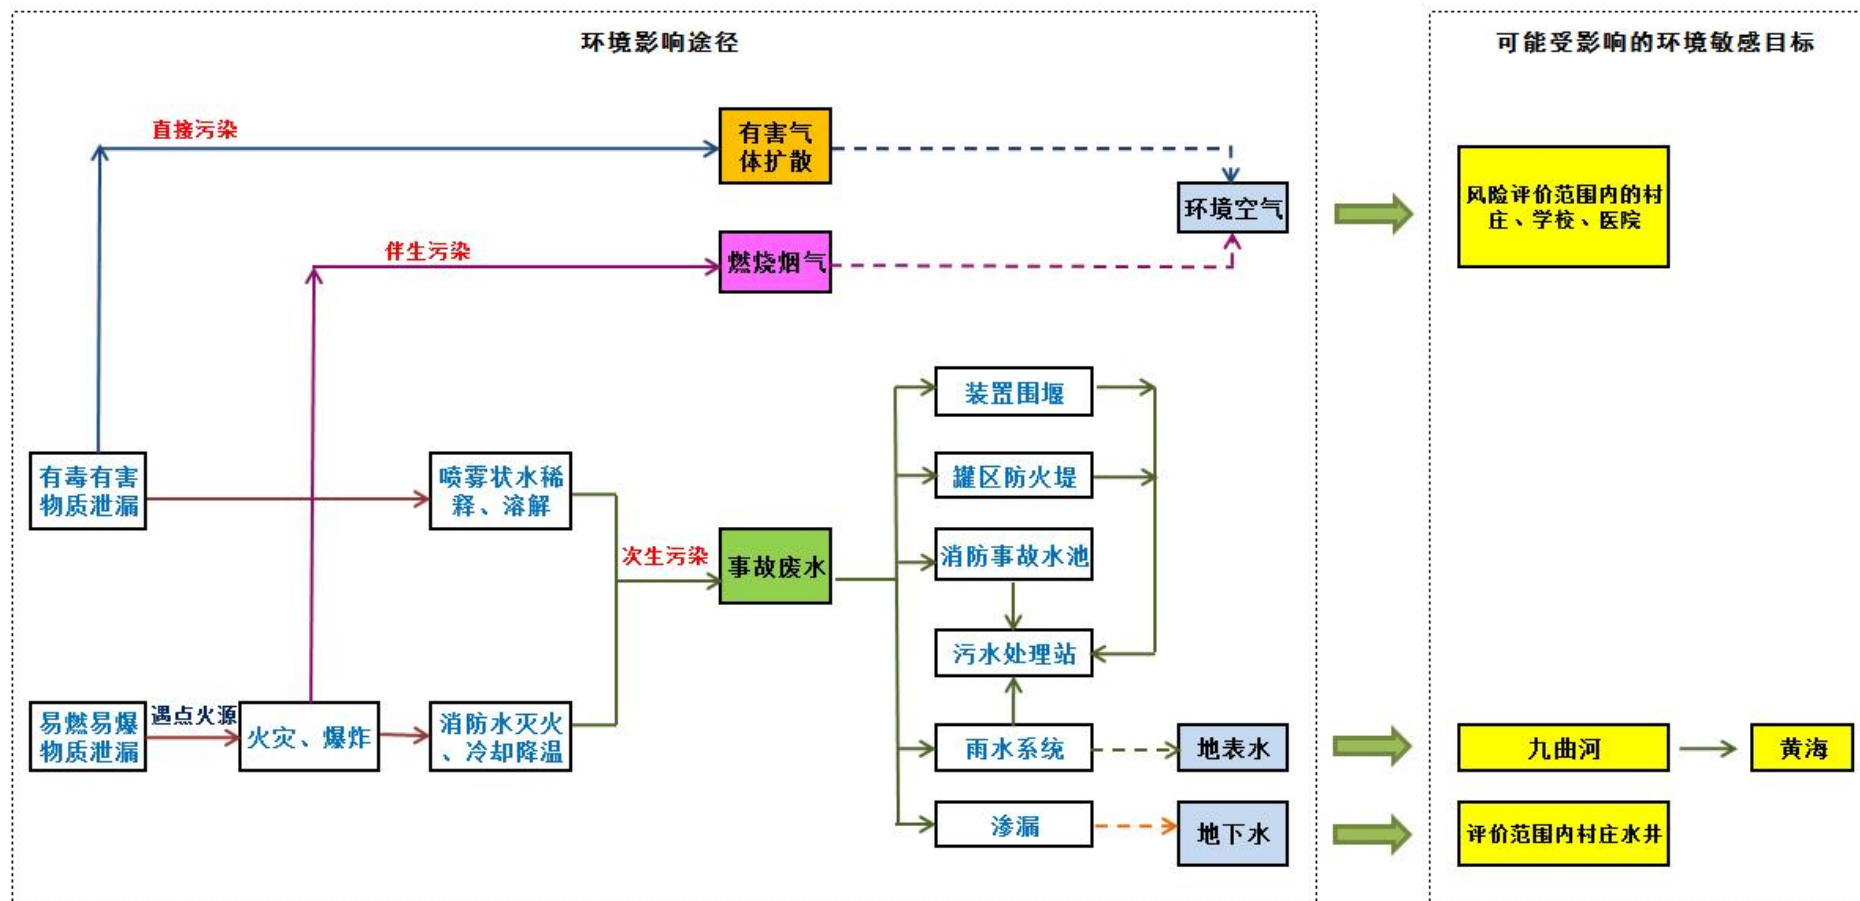 环境影响途径
可能受影响的环境敏感目标
直接污染
有害气
体扩散
环境空气
风险评价范围内的村
庄、学校、医院
伴生污染
燃烧烟气
装置围堰
有毒有害
物质泄漏
喷雾状水稀
释、溶解
罐区防火堤
次生污染
事故废水
消防事故水池
污水处理站
易燃易爆
物质泄漏
遇点火源
火灾、爆炸
消防水灭火
、冷却降温
雨水系统
地表水
九曲河
黄海
渗漏
地下水
评价范围内村庄水井